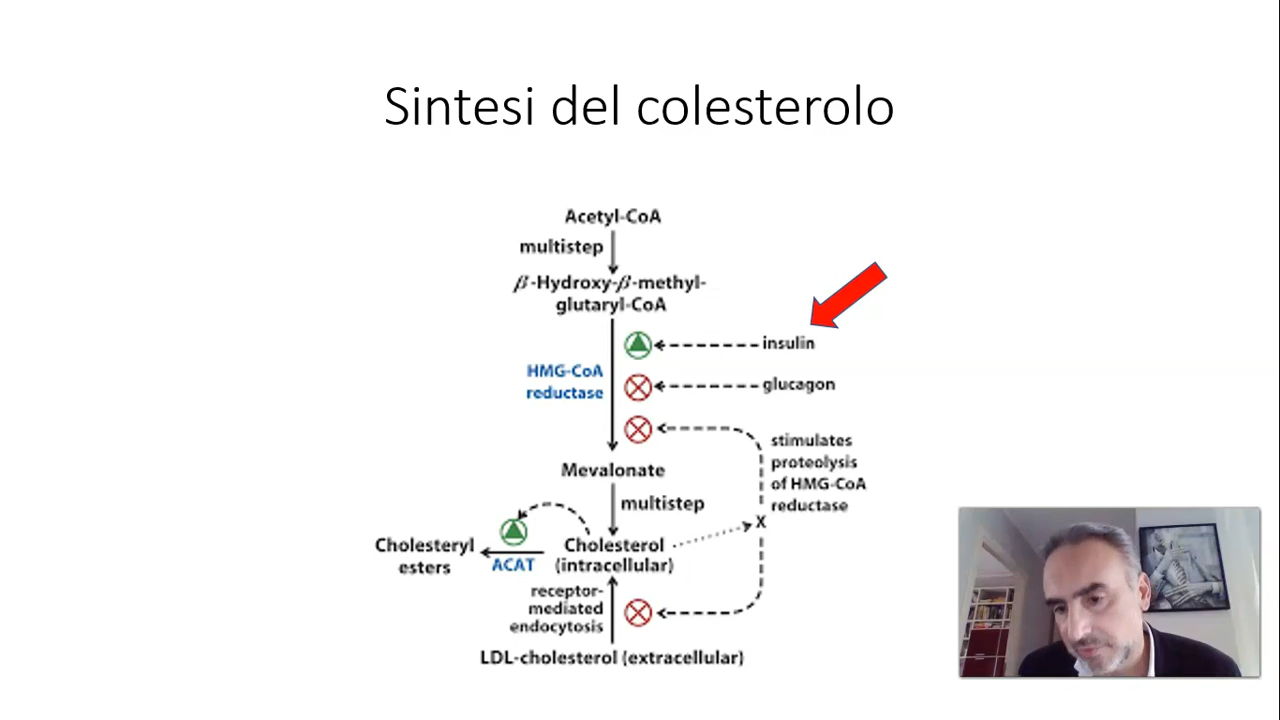 Sintesi del colesterolo
Acetyl-CoA
multistep
β-Hydroxy-β-methyl-
glutaryl-CoA
insulin
HMG-CoA
reductase
glucagon
stimulates
proteolysis
of HMG-CoA
reductase
Mevalonate
multistep
X
Cholesteryl
esters
ACAT
Cholesterol
(intracellular)
receptor-
mediated
endocytosis
LDL-cholesterol (extracellular)